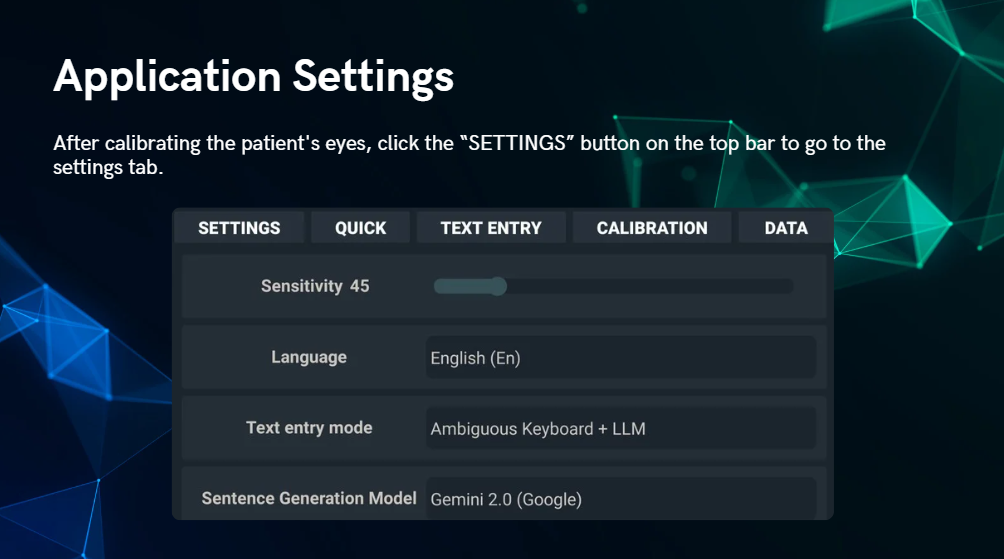 Application Settings
After calibrating the patient's eyes, click the “SETTINGS” button on the top bar to go to the
settings tab.
SETTINGS QUICK TEXT ENTRY CALIBRATION DATA
Sensitivity 45
Language English (En)
Text entry mode Ambiguous Keyboard + LLM
Sentence Generation Model Gemini 2.0 (Google)